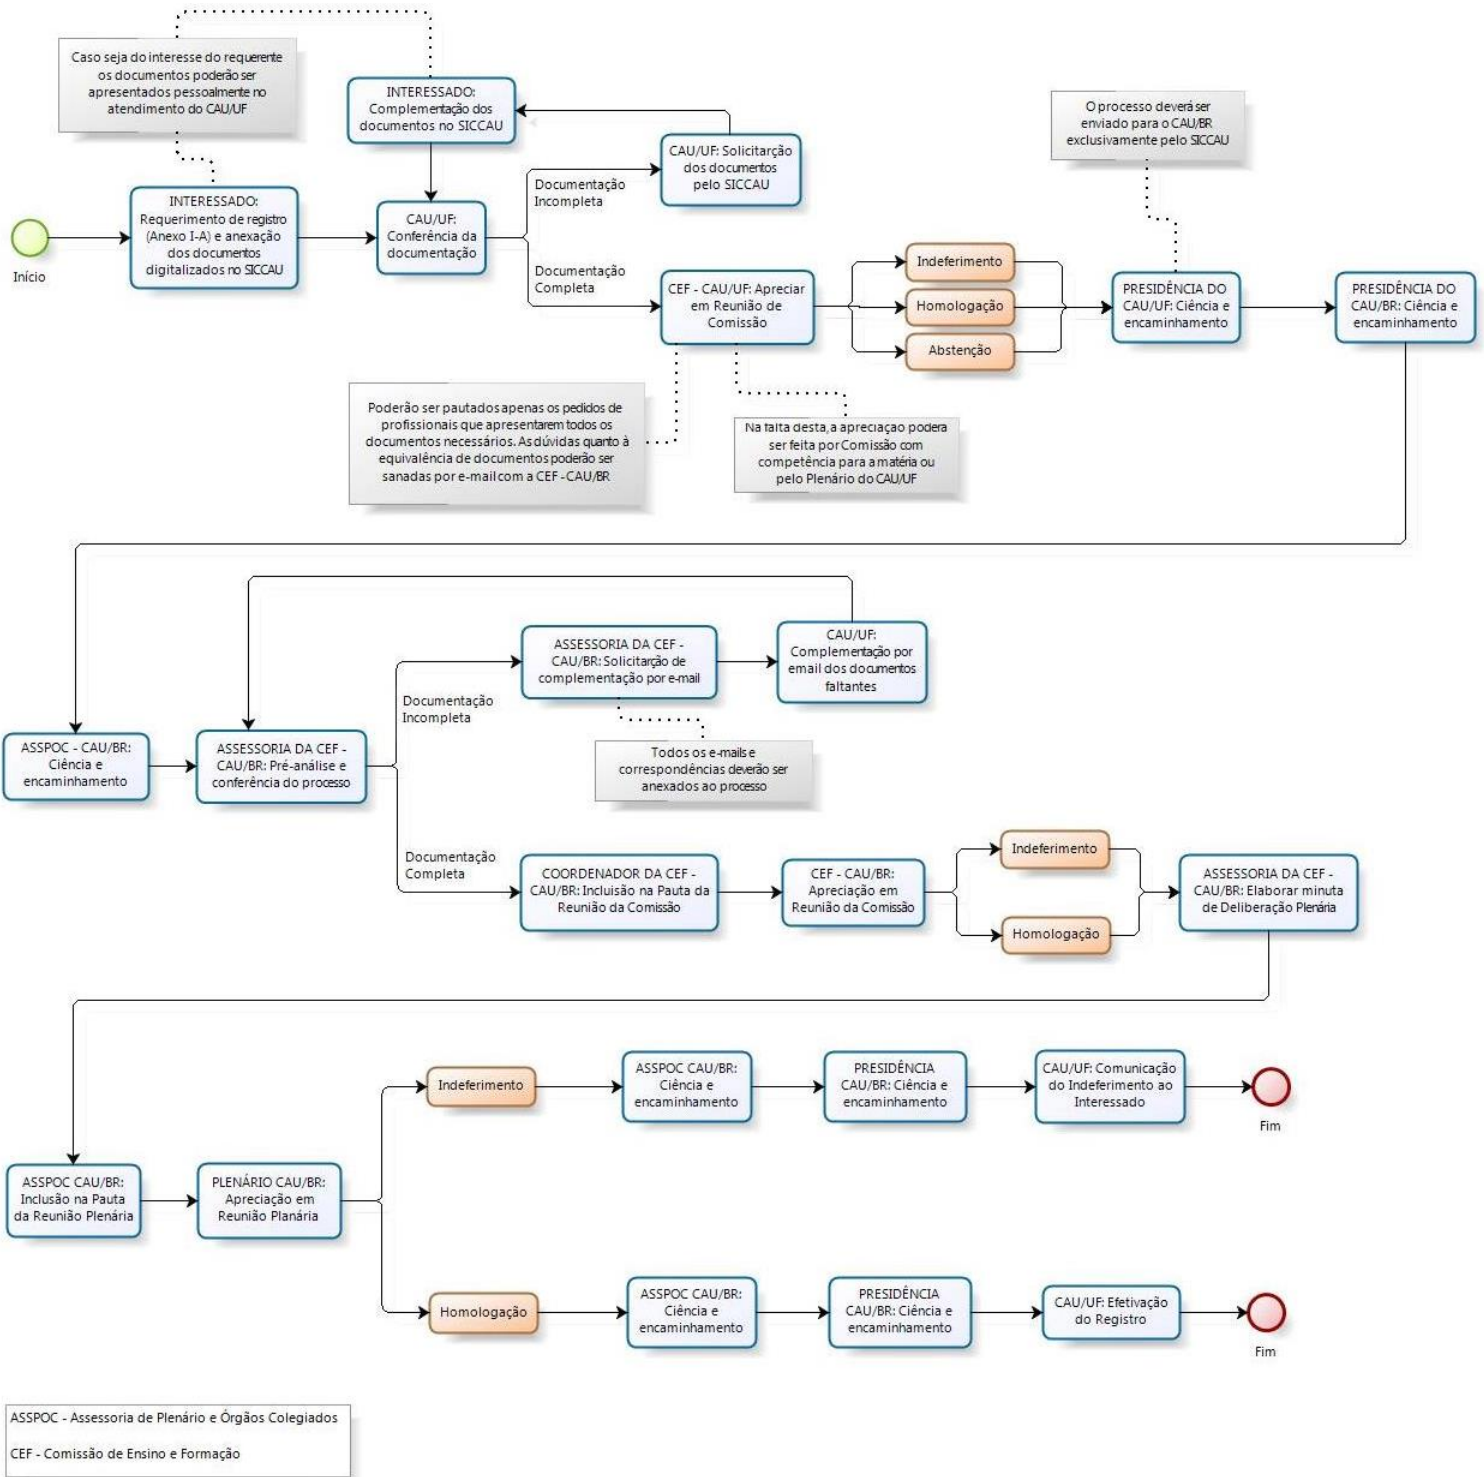 Caso seja do interesse do requerente
os documentos poderão ser
apresentados pessoalmente no
atendimento do CAU/UF
INTERESSADO:
Complementação dos
documentos no SICCAU
CAU/UF: Solicitarção
dos documentos
pelo SICCAU
O processo deverá ser
enviado para o CAU/BR
exclusivamente pelo SICCAU
Início
INTERESSADO:
Requerimento de registro
(Anexo I-A) e anexação
dos documentos
digitalizados no SICCAU
CAU/UF:
Conferência da
documentação
Documentação
Incompleta
Documentação
Completa
CEF - CAU/UF: Apreciar
em Reunião de
Comissão
Indeferimento
Homologação
Abstenção
PRESIDÊNCIA DO
CAU/UF: Ciência e
encaminhamento
PRESIDÊNCIA DO
CAU/BR: Ciência e
encaminhamento
Poderão ser pautados apenas os pedidos de
profissionais que apresentarem todos os
documentos necessários. As dúvidas quanto à
equivalência de documentos poderão ser
sanadas por e-mail com a CEF - CAU/BR
Na falta desta, a apreciação poderá
ser feita por Comissão com
competência para a matéria ou
pelo Plenário do CAU/UF
ASSPOC - CAU/BR:
Ciência e
encaminhamento
ASSESSORIA DA CEF -
CAU/BR: Pré-análise e
conferência do processo
Documentação
Incompleta
ASSESSORIA DA CEF -
CAU/BR: Solicitarção de
complementação por e-mail
CAU/UF:
Complementação por
email dos documentos
faltantes
Todos os e-mails e
correspondências deverão ser
anexados ao processo
Documentação
Completa
COORDENADOR DA CEF -
CAU/BR: Incluisão na Pauta da
Reunião da Comissão
CEF - CAU/BR:
Apreciação em
Reunião da Comissão
Indeferimento
Homologação
ASSESSORIA DA CEF -
CAU/BR: Elaborar minuta
de Deliberação Plenária
ASSPOC CAU/BR:
Inclusão na Pauta
da Reunião Plenária
PLENÁRIO CAU/BR:
Apreciação em
Reunião Planária
Indeferimento
ASSPOC CAU/BR:
Ciência e
encaminhamento
PRESIDÊNCIA
CAU/BR: Ciência e
encaminhamento
CAU/UF: Comunicação
do Indeferimento ao
Interessado
Fim
Homologação
ASSPOC CAU/BR:
Ciência e
encaminhamento
PRESIDÊNCIA
CAU/BR: Ciência e
encaminhamento
CAU/UF: Efetivação
do Registro
Fim
ASSPOC - Assessoria de Plenário e Órgãos Colegiados
CEF - Comissão de Ensino e Formação